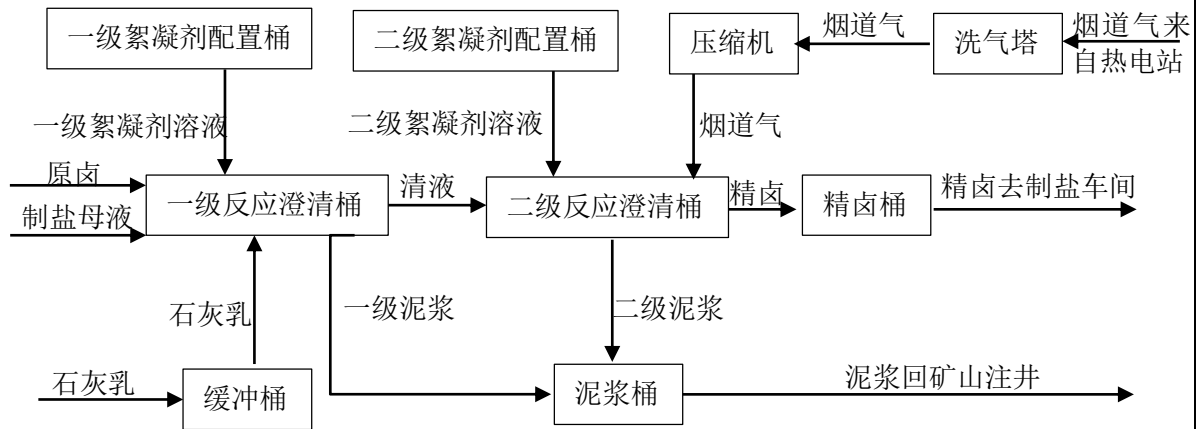 一级絮凝剂配置桶
二级絮凝剂配置桶
压缩机
烟道气
洗气塔
烟道气来
自热电站
一级絮凝剂溶液
二级絮凝剂溶液
烟道气
原卤
制盐母液
一级反应澄清桶
清液
二级反应澄清桶
精卤
精卤桶
精卤去制盐车间
石灰乳
一级泥浆
二级泥浆
石灰乳
缓冲桶
泥浆桶
泥浆回矿山注井